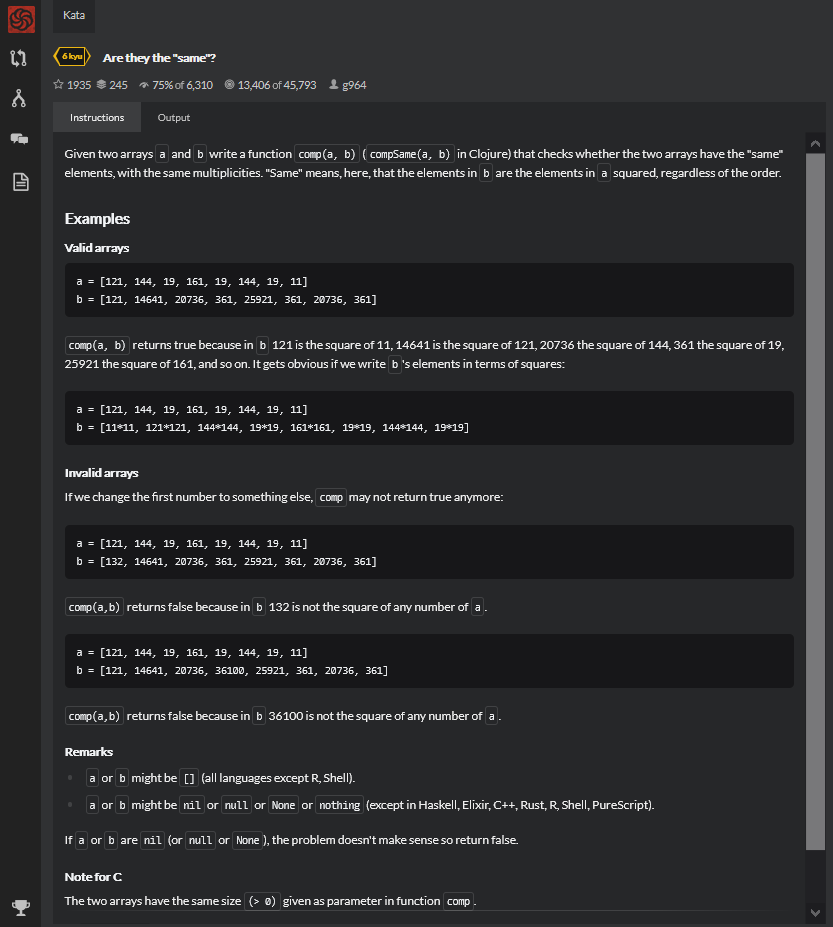 Kata
6 kyu Are they the "same"?
1935 245 75% of 6,310 13,406 of 45,793 g964
Instructions Output
Given two arrays a and b write a function comp(a, b) (compSame(a, b) in Clojure) that checks whether the two arrays have the "same"
elements, with the same multiplicities. "Same" means, here, that the elements in b are the elements in a squared, regardless of the order.
Examples
Valid arrays
a = [121, 144, 19, 161, 19, 144, 19, 11]
b = [121, 14641, 20736, 361, 25921, 361, 20736, 361]
comp(a, b) returns true because in b 121 is the square of 11, 14641 is the square of 121, 20736 the square of 144, 361 the square of 19,
25921 the square of 161, and so on. It gets obvious if we write b's elements in terms of squares:
a = [121, 144, 19, 161, 19, 144, 19, 11]
b = [11*11, 121*121, 144*144, 19*19, 161*161, 19*19, 144*144, 19*19]
Invalid arrays
If we change the first number to something else, comp may not return true anymore:
a = [121, 144, 19, 161, 19, 144, 19, 11]
b = [132, 14641, 20736, 361, 25921, 361, 20736, 361]
comp(a,b) returns false because in b 132 is not the square of any number of a.
a = [121, 144, 19, 161, 19, 144, 19, 11]
b = [121, 14641, 20736, 36100, 25921, 361, 20736, 361]
comp(a,b) returns false because in b 36100 is not the square of any number of a.
Remarks
a or b might be [] (all languages except R, Shell).
a or b might be nil or null or None or nothing (except in Haskell, Elixir, C++, Rust, R, Shell, PureScript).
If a or b are nil (or null or None), the problem doesn't make sense so return false.
Note for C
The two arrays have the same size (> 0) given as parameter in function comp.